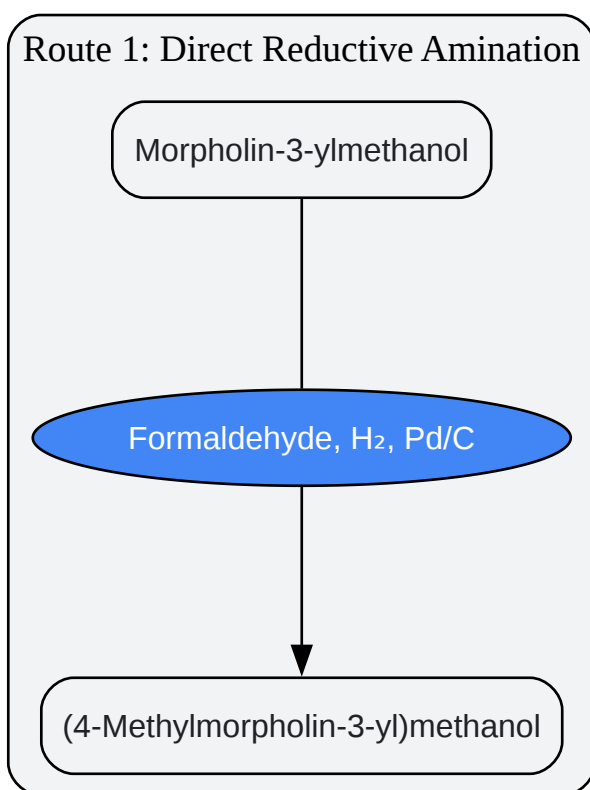 Route 1: Direct Reductive Amination
Morpholin-3-ylmethanol
Formaldehyde, H₂, Pd/C
(4-Methylmorpholin-3-yl)methanol